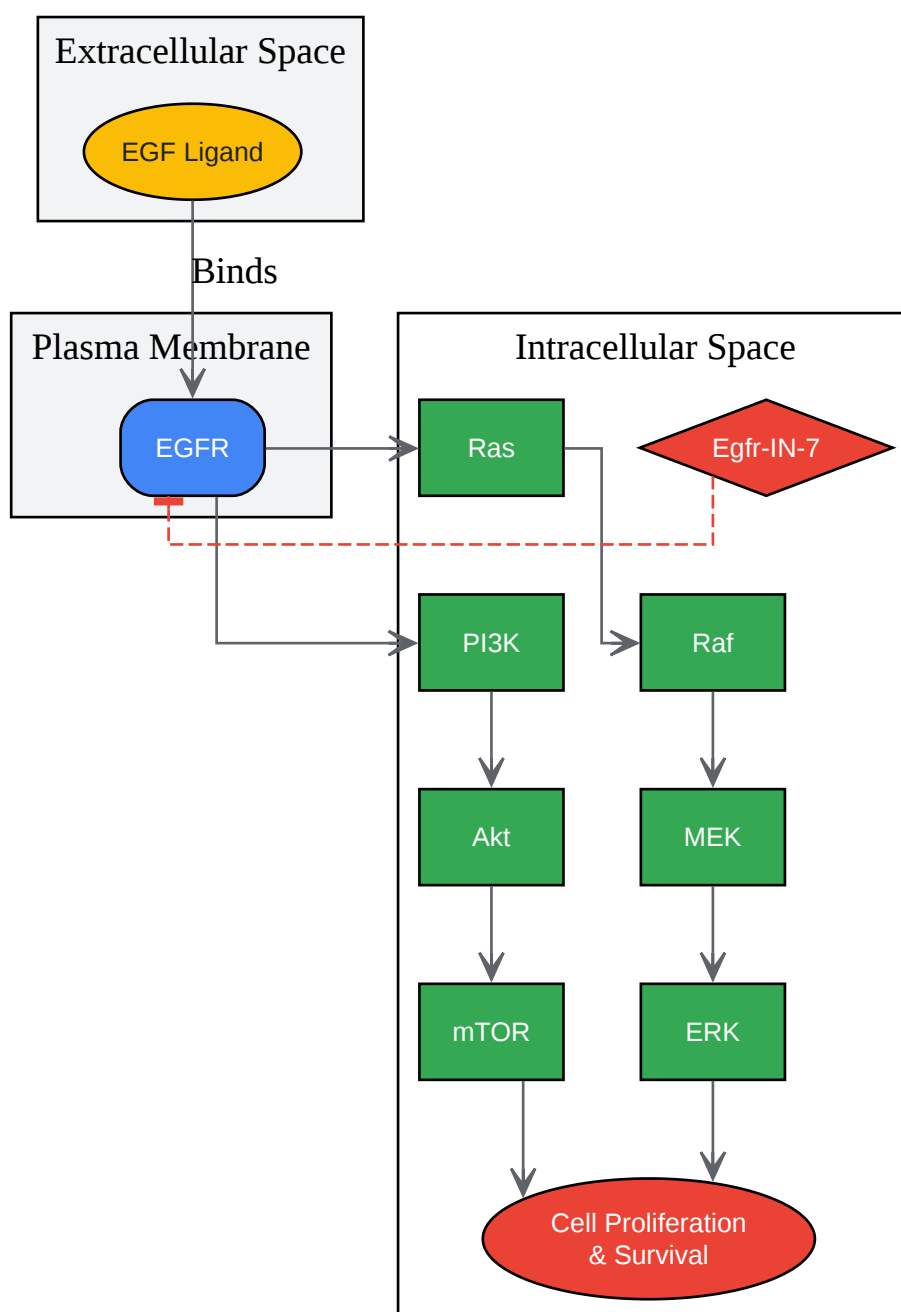 Extracellular Space
EGF Ligand
Binds
Plasma Membrane
Intracellular Space
EGFR
Ras
Egfr-IN-7
PI3K
Raf
Akt
MEK
mTOR
ERK
Cell Proliferation
& Survival